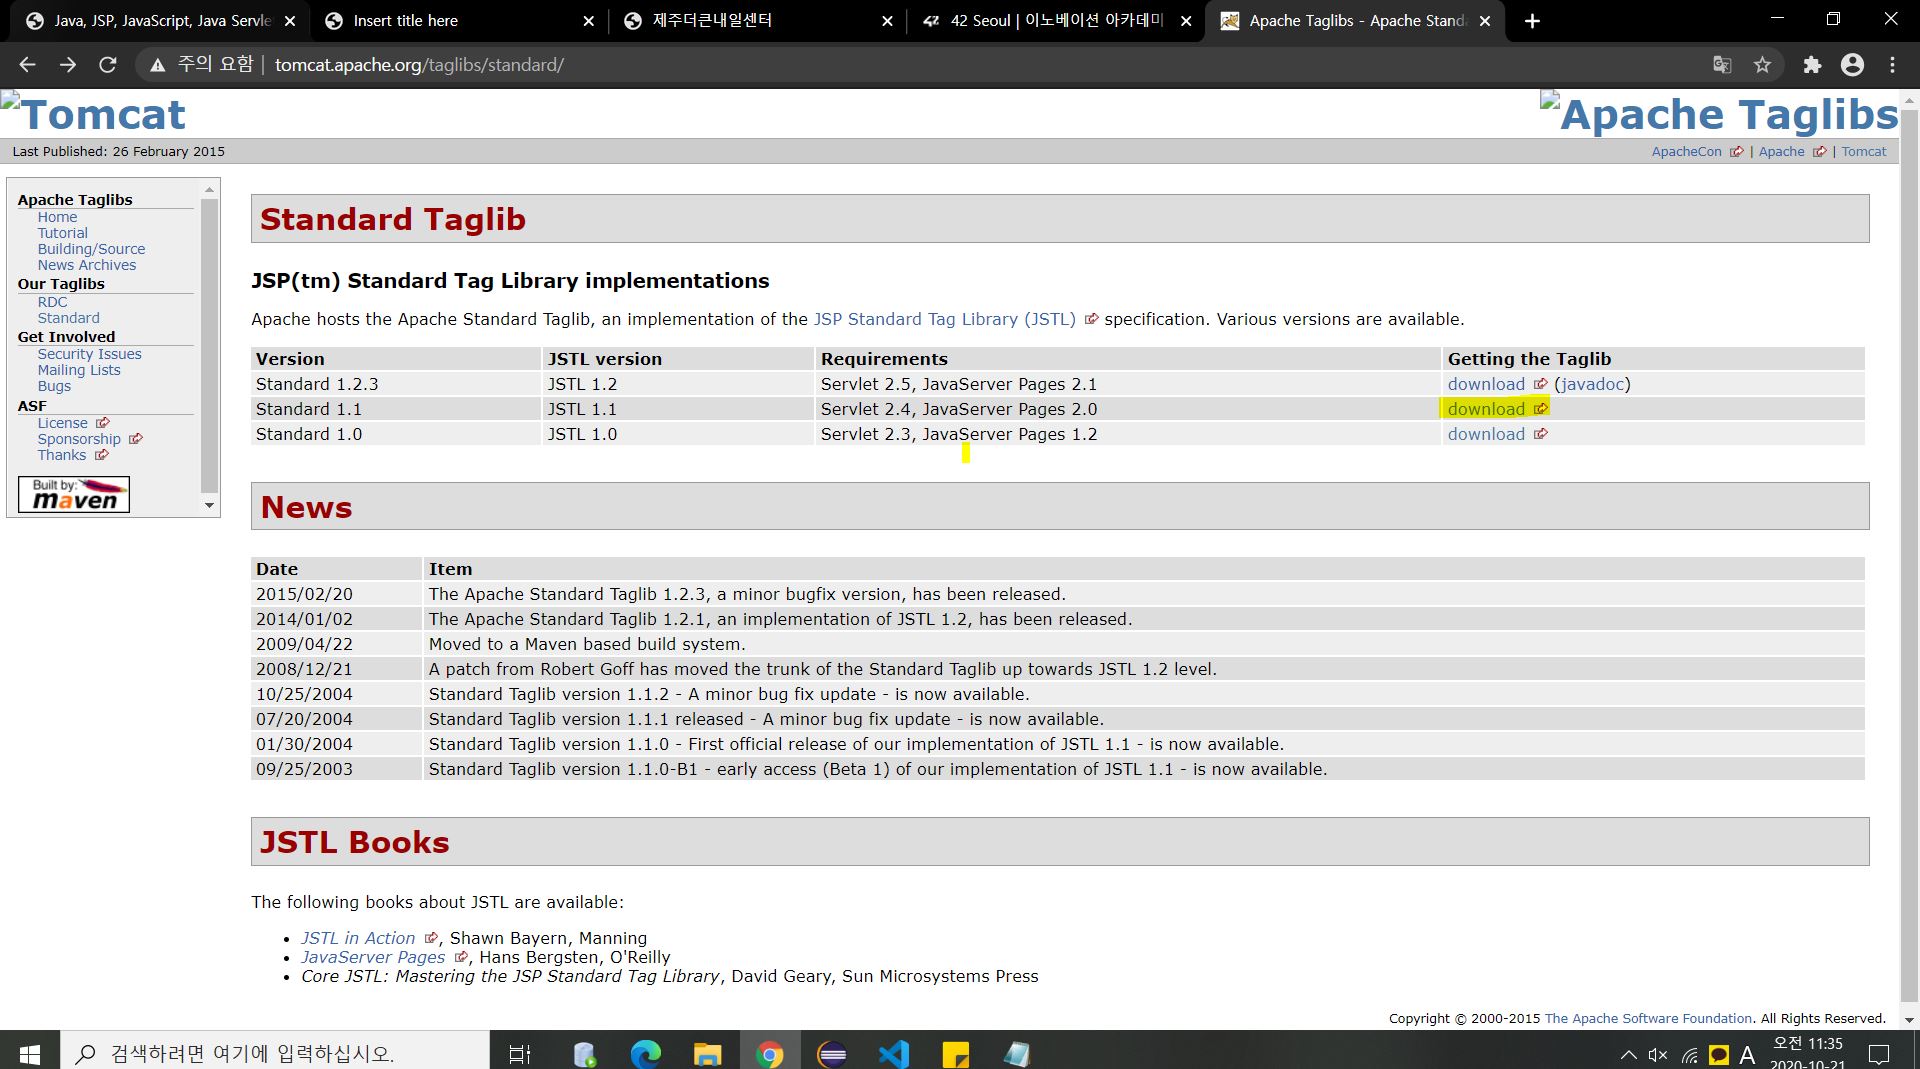 Java, JSP, JavaScript, Java Servle
Insert title here
제주더큰내일센터
42 Seoul | 이노베이션 아카데미
Apache Taglibs - Apache Stand
주의 요함 | tomcat.apache.org/taglibs/standard/
Tomcat
Apache Taglibs
Last Published: 26 February 2015
ApacheCon | Apache | Tomcat
Apache Taglibs
Home
Tutorial
Building/Source
News Archives
Our Taglibs
RDC
Standard
Get Involved
Security Issues
Mailing Lists
Bugs
ASF
License
Sponsorship
Thanks
Built by:
maven
Standard Taglib
JSP(tm) Standard Tag Library implementations
Apache hosts the Apache Standard Taglib, an implementation of the JSP Standard Tag Library (JSTL) specification. Various versions are available.
Version JSTL version Requirements Getting the Taglib
Standard 1.2.3 JSTL 1.2 Servlet 2.5, JavaServer Pages 2.1 download (javadoc)
Standard 1.1 JSTL 1.1 Servlet 2.4, JavaServer Pages 2.0 download
Standard 1.0 JSTL 1.0 Servlet 2.3, JavaServer Pages 1.2 download
News
Date Item
2015/02/20 The Apache Standard Taglib 1.2.3, a minor bugfix version, has been released.
2014/01/02 The Apache Standard Taglib 1.2.1, an implementation of JSTL 1.2, has been released.
2009/04/22 Moved to a Maven based build system.
2008/12/21 A patch from Robert Goff has moved the trunk of the Standard Taglib up towards JSTL 1.2 level.
10/25/2004 Standard Taglib version 1.1.2 - A minor bug fix update - is now available.
07/20/2004 Standard Taglib version 1.1.1 released - A minor bug fix update - is now available.
01/30/2004 Standard Taglib version 1.1.0 - First official release of our implementation of JSTL 1.1 - is now available.
09/25/2003 Standard Taglib version 1.1.0-B1 - early access (Beta 1) of our implementation of JSTL 1.1 - is now available.
JSTL Books
The following books about JSTL are available:
• JSTL in Action, Shawn Bayern, Manning
• JavaServer Pages, Hans Bergsten, O'Reilly
• Core JSTL: Mastering the JSP Standard Tag Library, David Geary, Sun Microsystems Press
Copyright © 2000-2015 The Apache Software Foundation. All Rights Reserved.
검색하려면 여기에 입력하십시오.
A
오전 11:35
2020-10-21